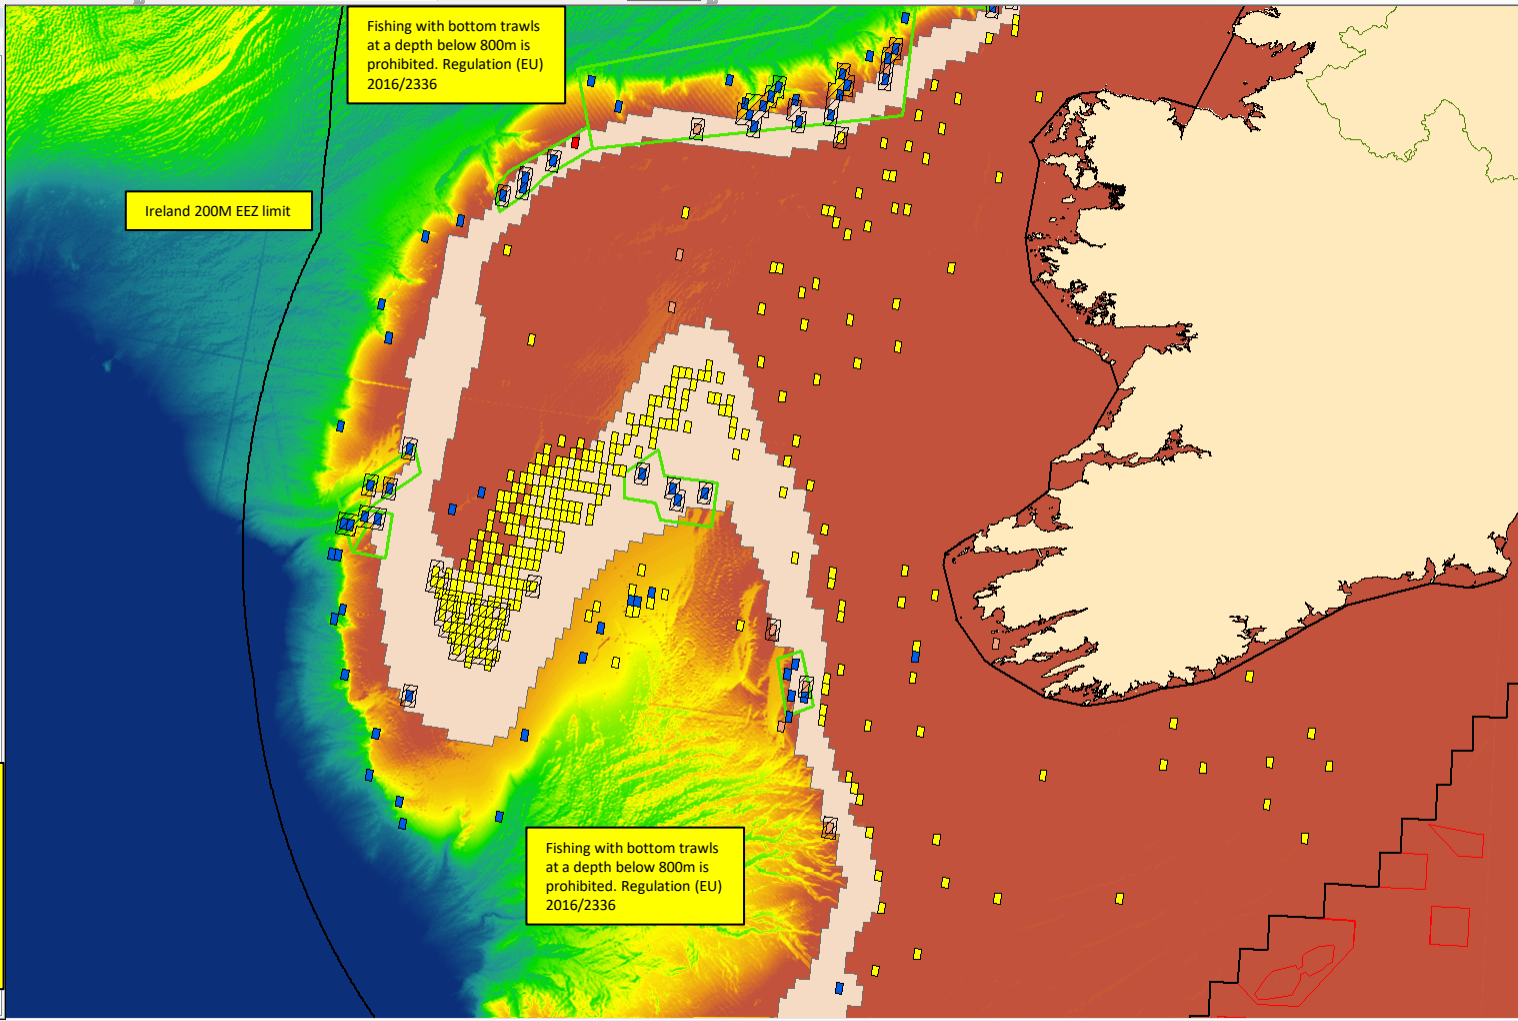 Fishing with bottom trawls
at a depth below 800m is
prohibited. Regulation (EU)
2016/2336
Ireland 200M EEZ limit
Fishing with bottom trawls
at a depth below 800m is
prohibited. Regulation (EU)
2016/2336